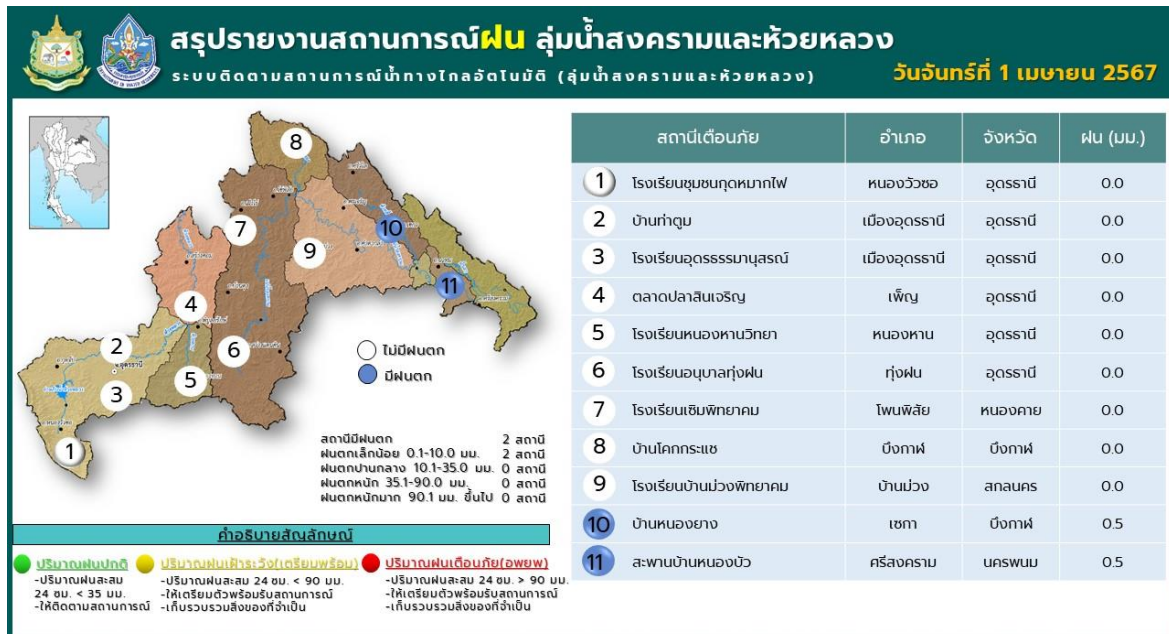 สรุปรายงานสถานการณ์ฝน ลุ่มน้ำสงครามและห้วยหลวง
ระบบติดตามสถานการณ์น้ำทางไกลอัตโนมัติ (ลุ่มน้ำสงครามและห้วยหลวง)
วันจันทร์ที่ 1 เมษายน 2567
8
10
7
9
11
4
2
6
5
3
1
อุดรธานี
ไม่มีฝนตก
มีฝนตก
สถานีมีฝนตก 2 สถานี
ฝนตกเล็กน้อย 0.1-10.0 มม. 2 สถานี
ฝนตกปานกลาง 10.1-35.0 มม. 0 สถานี
ฝนตกหนัก 35.1-90.0 มม. 0 สถานี
ฝนตกหนักมาก 90.1 มม. ขึ้นไป 0 สถานี
คำอธิบายสัญลักษณ์
ปริมาณฝนปกติ
-ปริมาณฝนสะสม
24 ชม. < 35 มม.
-ให้ติดตามสถานการณ์
ปริมาณฝนเฝ้าระวัง(เตรียมพร้อม)
-ปริมาณฝนสะสม 24 ชม. < 90 มม.
-ให้เตรียมตัวพร้อมรับสถานการณ์
-เก็บรวบรวมสิ่งของที่จำเป็น
ปริมาณฝนเตือนภัย(อพยพ)
-ปริมาณฝนสะสม 24 ชม. > 90 มม.
-ให้เตรียมตัวพร้อมรับสถานการณ์
-เก็บรวบรวมสิ่งของที่จำเป็น
สถานีเตือนภัย อำเภอ จังหวัด ฝน (มม.)
1 โรงเรียนชุมชนกุดหมากไฟ หนองวัวซอ อุดรธานี 0.0
2 บ้านท่าตูม เมืองอุดรธานี อุดรธานี 0.0
3 โรงเรียนอุดรธรรมานุสรณ์ เมืองอุดรธานี อุดรธานี 0.0
4 ตลาดปลาสินเจริญ เพ็ญ อุดรธานี 0.0
5 โรงเรียนหนองหานวิทยา หนองหาน อุดรธานี 0.0
6 โรงเรียนอนุบาลทุ่งฝน ทุ่งฝน อุดรธานี 0.0
7 โรงเรียนเซิมพิทยาคม โพนพิสัย หนองคาย 0.0
8 บ้านโคกกระแซ บึงกาฬ บึงกาฬ 0.0
9 โรงเรียนบ้านม่วงพิทยาคม บ้านม่วง สกลนคร 0.0
10 บ้านหนองยาง เซกา บึงกาฬ 0.5
11 สะพานบ้านหนองบัว ศรีสงคราม นครพนม 0.5